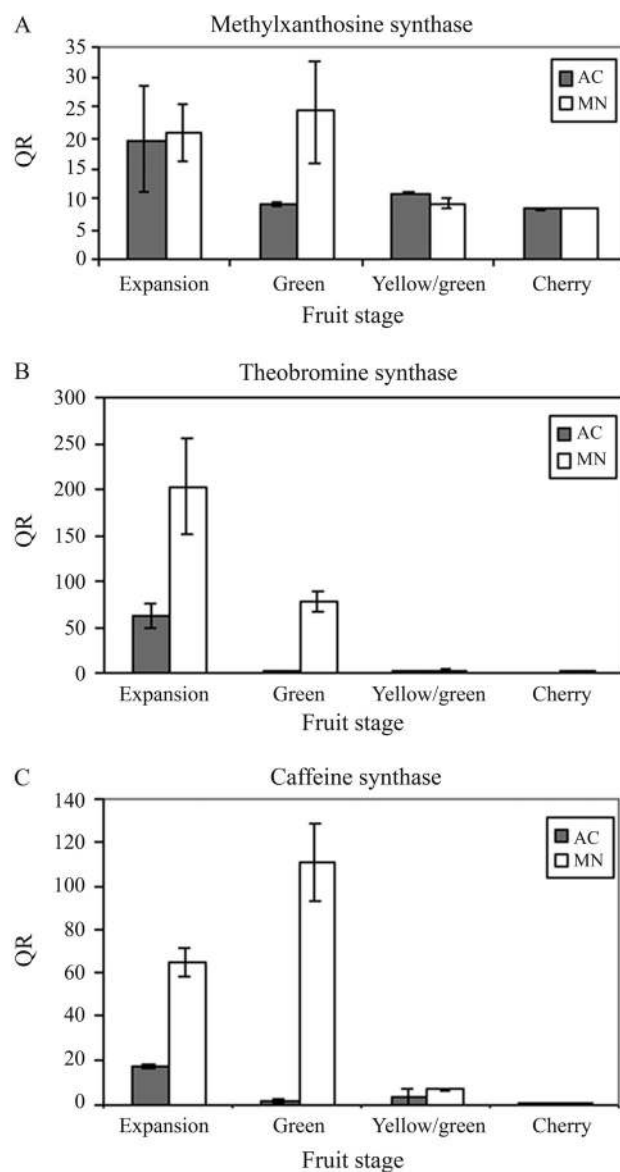 A
Methylxanthosine synthase
35
30
25
20
15
10
5
0
QR
AC
MN
Expansion Green Yellow/green Cherry
Fruit stage
B
Theobromine synthase
300
250
200
150
100
50
0
QR
AC
MN
Expansion Green Yellow/green Cherry
Fruit stage
C
Caffeine synthase
140
120
100
80
60
40
20
0
QR
AC
MN
Expansion Green Yellow/green Cherry
Fruit stage